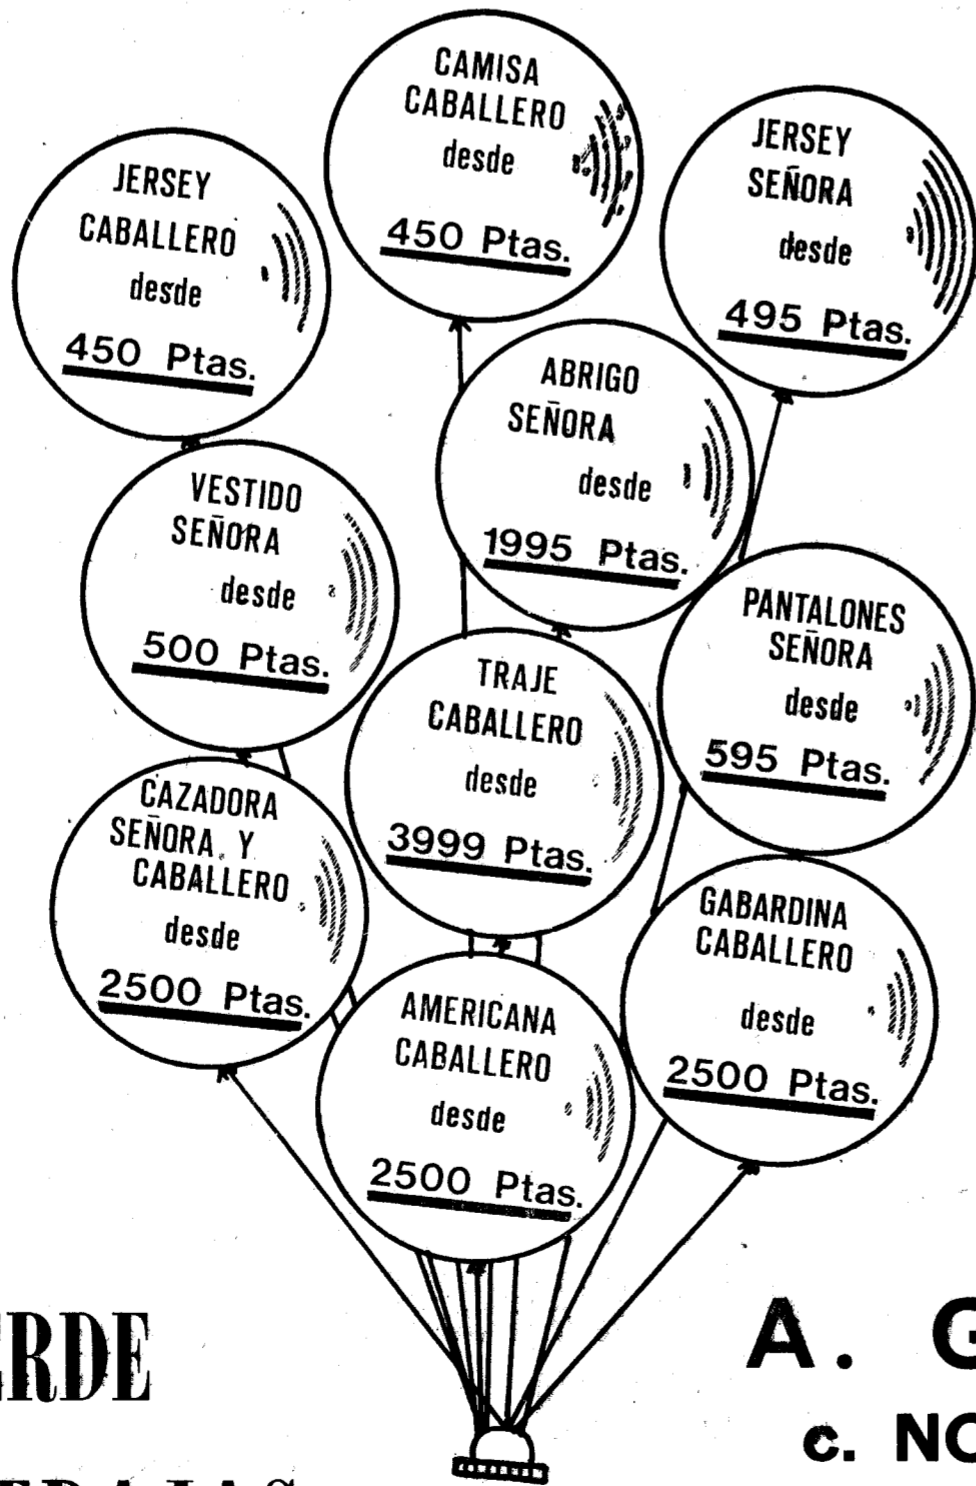 CAMISA
CABALLERO
desde
450 Ptas.
JERSEY
SEÑORA
desde
495 Ptas.
JERSEY
CABALLERO
desde
450 Ptas.
ABRIGO
SEÑORA
desde
1995 Ptas.
VESTIDO
SEÑORA
desde
500 Ptas.
PANTALONES
SEÑORA
desde
595 Ptas.
TRAJE
CABALLERO
desde
3999 Ptas.
CAZADORA
SEÑORA Y
CABALLERO
desde
2500 Ptas.
GABARDINA
CABALLERO
desde
2500 Ptas.
AMERICANA
CABALLERO
desde
2500 Ptas.
ERDE
A. G
c. NO